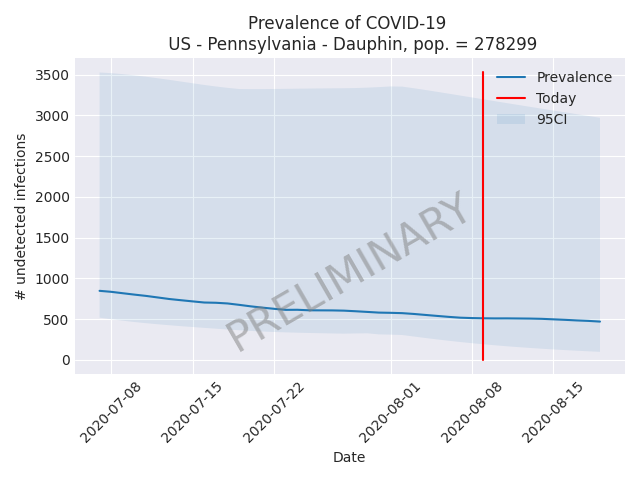 Prevalence of COVID-19
US - Pennsylvania - Dauphin, pop. = 278299
Prevalence
Today
95CI
3500
3000
2500
2000
1500
1000
500
0
# undetected infections
PRELIMINARY
2020-07-08
2020-07-15
2020-07-22
2020-08-01
2020-08-08
2020-08-15
Date